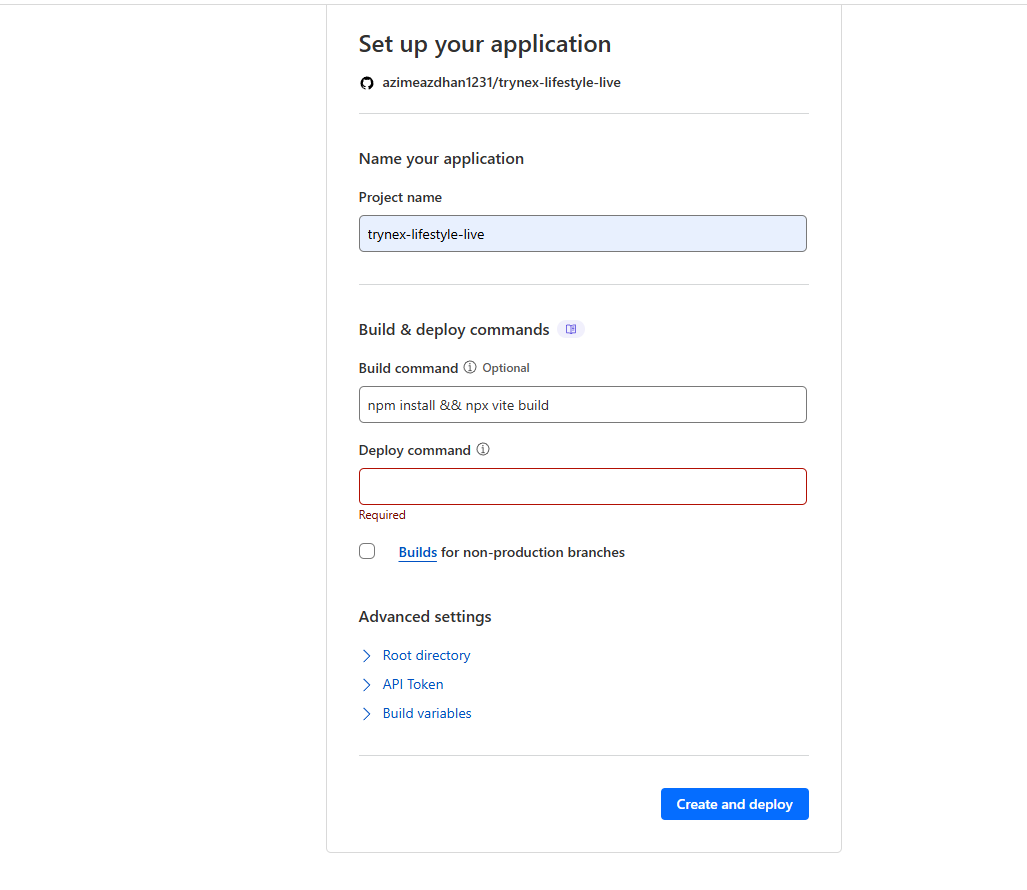 Set up your application
azimeazdhan1231/trynex-lifestyle-live
Name your application
Project name
trynex-lifestyle-live
Build & deploy commands
Build command Optional
npm install && npx vite build
Deploy command
Required
Builds for non-production branches
Advanced settings
Root directory
API Token
Build variables
Create and deploy